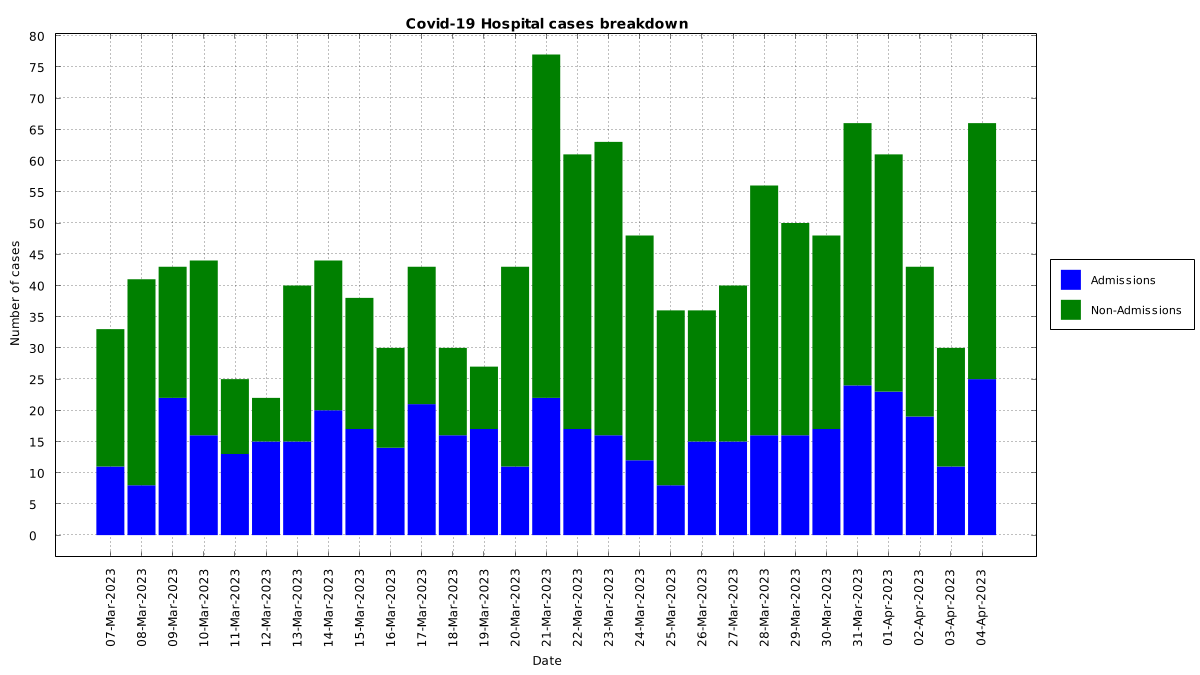 Covid-19 Hospital cases breakdown
80
75
70
65
60
55
50
45
40
35
30
25
20
15
10
5
0
Number of cases
Admissions
Non-Admissions
07-Mar-2023
08-Mar-2023
09-Mar-2023
10-Mar-2023
11-Mar-2023
12-Mar-2023
13-Mar-2023
14-Mar-2023
15-Mar-2023
16-Mar-2023
17-Mar-2023
18-Mar-2023
19-Mar-2023
20-Mar-2023
21-Mar-2023
22-Mar-2023
23-Mar-2023
24-Mar-2023
25-Mar-2023
26-Mar-2023
27-Mar-2023
28-Mar-2023
29-Mar-2023
30-Mar-2023
31-Mar-2023
01-Apr-2023
02-Apr-2023
03-Apr-2023
04-Apr-2023
Date